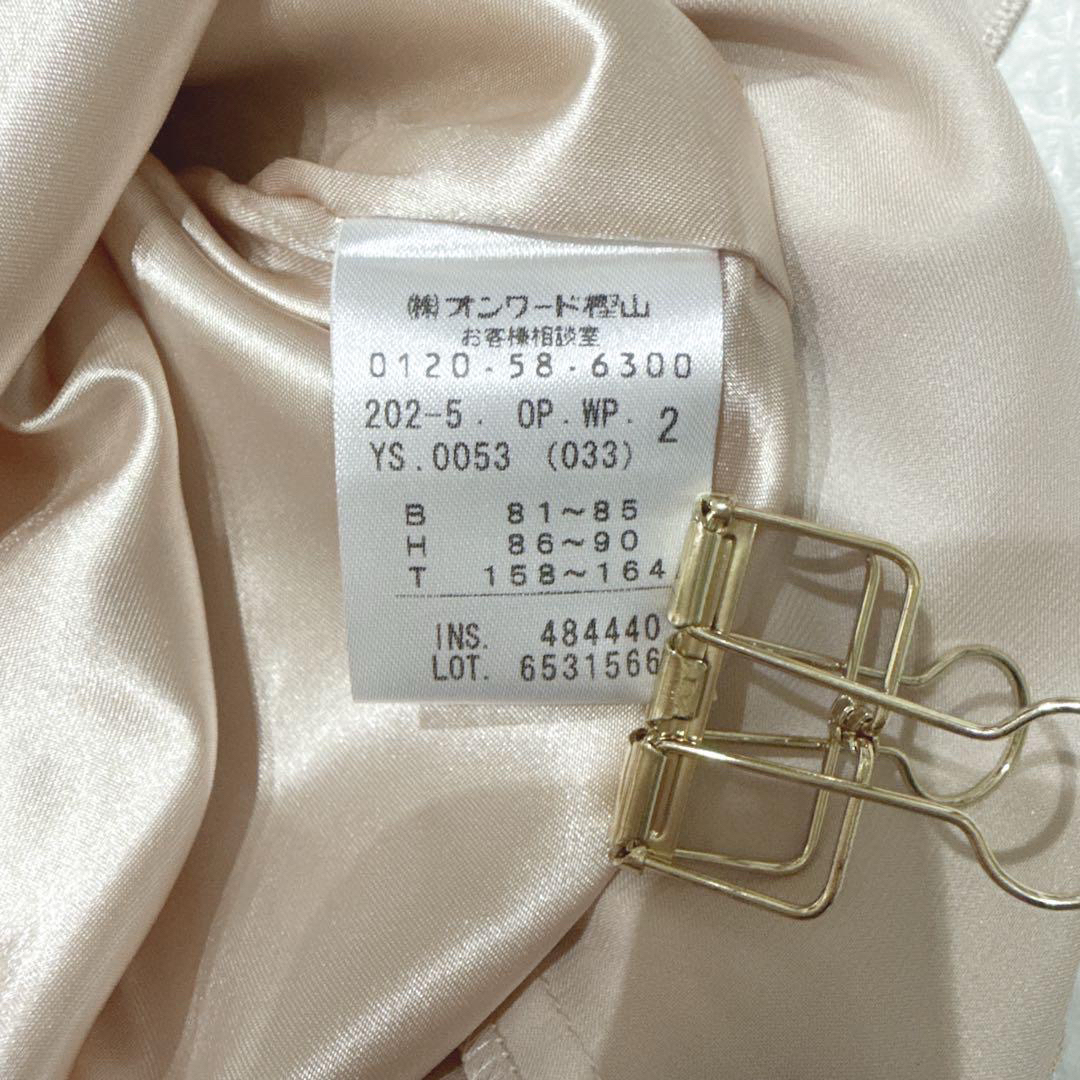 ㈱オンワード樫山
お客様相談室
0120-58-6300
202-5. OP.WP. 2
YS.0053 (033)
B 81〜85
H 86〜90
T 158〜164
INS. 484440
LOT. 6531566